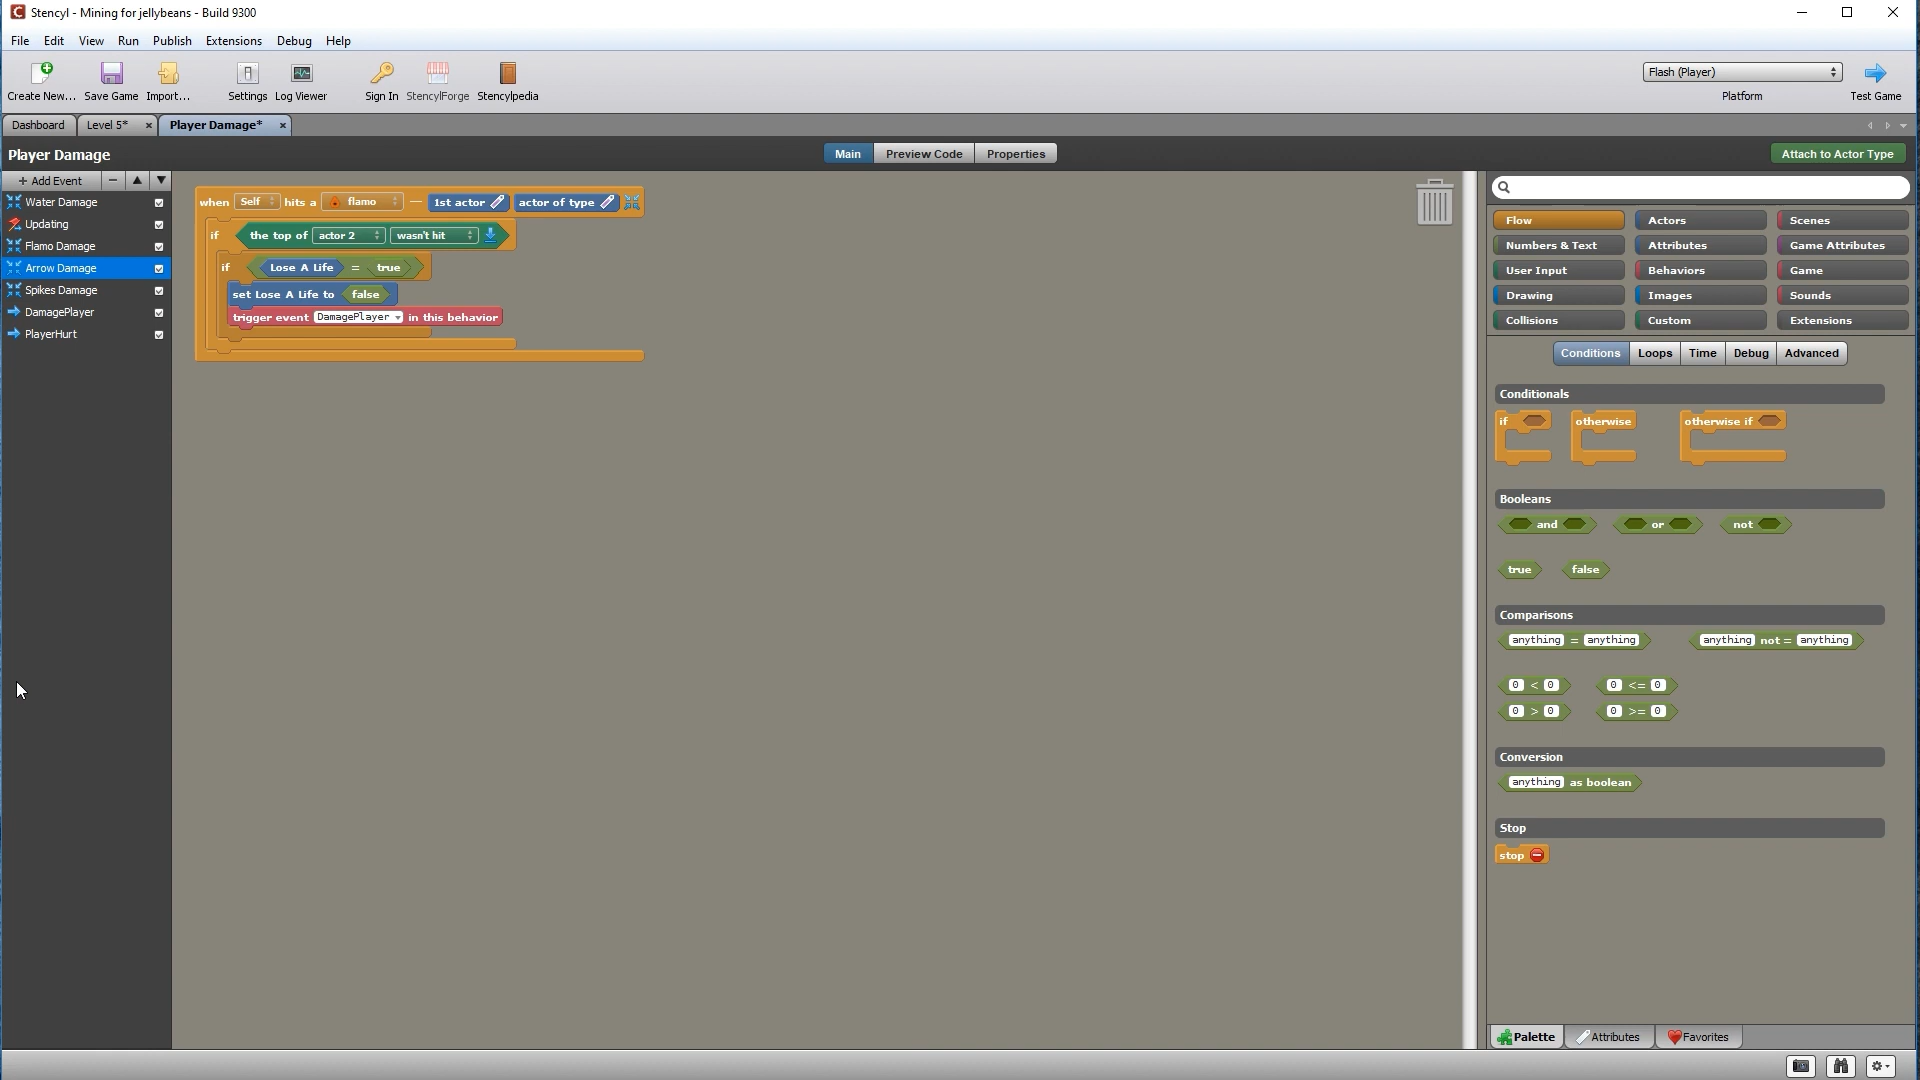 Stencyl - Mining for jellybeans - Build 9300
File Edit View Run Publish Extensions Debug Help
Create New... Save Game Import... Settings Log Viewer Sign In StencylForge Stencylpedia
Flash (Player)
Platform
Test Game
Dashboard Level 5* Player Damage*
Player Damage
Main Preview Code Properties
Attach to Actor Type
+ Add Event
Water Damage
Updating
Flamo Damage
Arrow Damage
Spikes Damage
DamagePlayer
PlayerHurt
when Self hits a flamo — 1st actor actor of type
if the top of actor 2 wasn't hit
if Lose A Life = true
set Lose A Life to false
trigger event DamagePlayer in this behavior
Flow Actors Scenes
Numbers & Text Attributes Game Attributes
User Input Behaviors Game
Drawing Images Sounds
Collisions Custom Extensions
Conditions Loops Time Debug Advanced
Conditionals
if otherwise otherwise if
Booleans
and or not
true false
Comparisons
anything = anything anything not = anything
0 < 0 0 <= 0
0 > 0 0 >= 0
Conversion
anything as boolean
Stop
stop
Palette Attributes Favorites